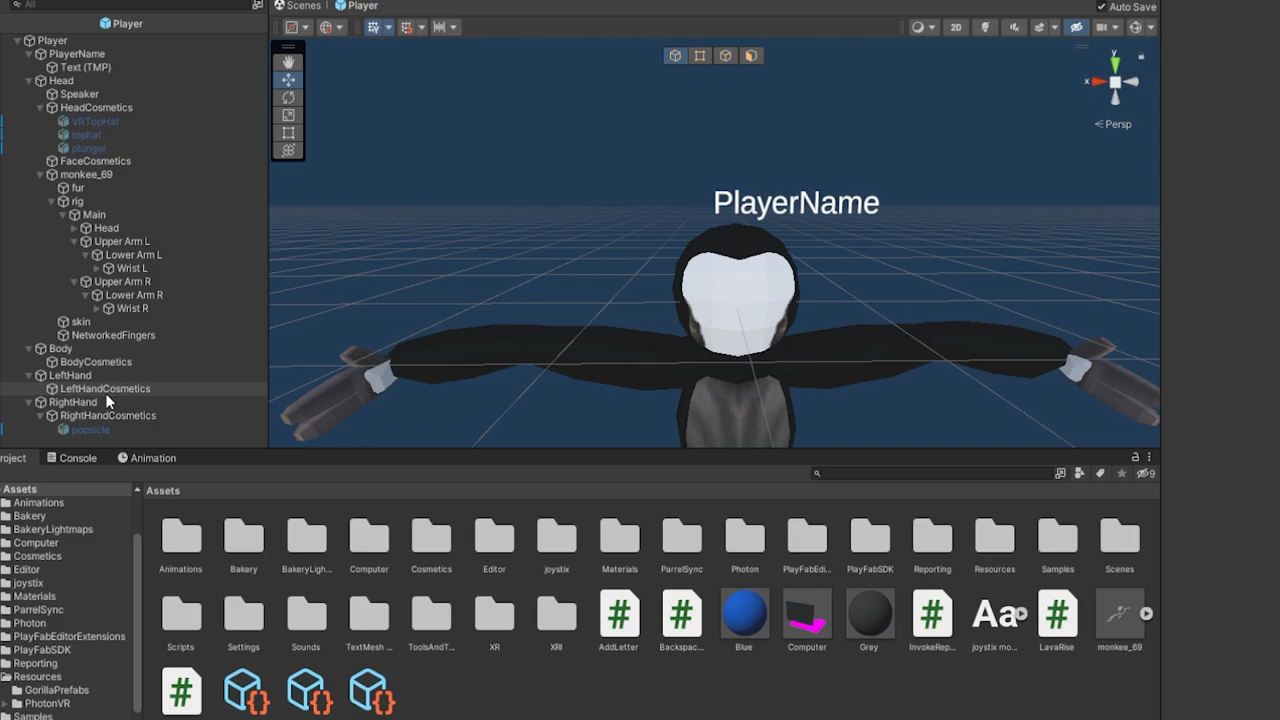 All
Scenes
Player
Auto Save
Player
2D
Player
PlayerName
Text (TMP)
Head
Speaker
HeadCosmetics
VRTopHat
tophat
plunger
FaceCosmetics
monkee_69
fur
rig
Main
Head
Upper Arm L
Lower Arm L
Wrist L
Upper Arm R
Lower Arm R
Wrist R
skin
NetworkedFingers
Body
BodyCosmetics
LeftHand
LeftHandCosmetics
RightHand
RightHandCosmetics
popsicle
y
x
Persp
PlayerName
roject
Console
Animation
9
Assets
Animations
Bakery
BakeryLightmaps
Computer
Cosmetics
Editor
joystix
Materials
ParrelSync
Photon
PlayFabEditorExtensions
PlayFabSDK
Reporting
Resources
GorillaPrefabs
PhotonVR
Samples
Assets
Animations
Bakery
BakeryLigh...
Computer
Cosmetics
Editor
joystix
Materials
ParrelSync
Photon
PlayFabEdi...
PlayFabSDK
Reporting
Resources
Samples
Scenes
Scripts
Settings
Sounds
TextMesh ...
ToolsAndT...
XR
XRI
# AddLetter
# Backspac...
Blue
Computer
Grey
# InvokeRep...
Aa joystix mo...
# LavaRise
monkee_69
#
{}
{}
{}